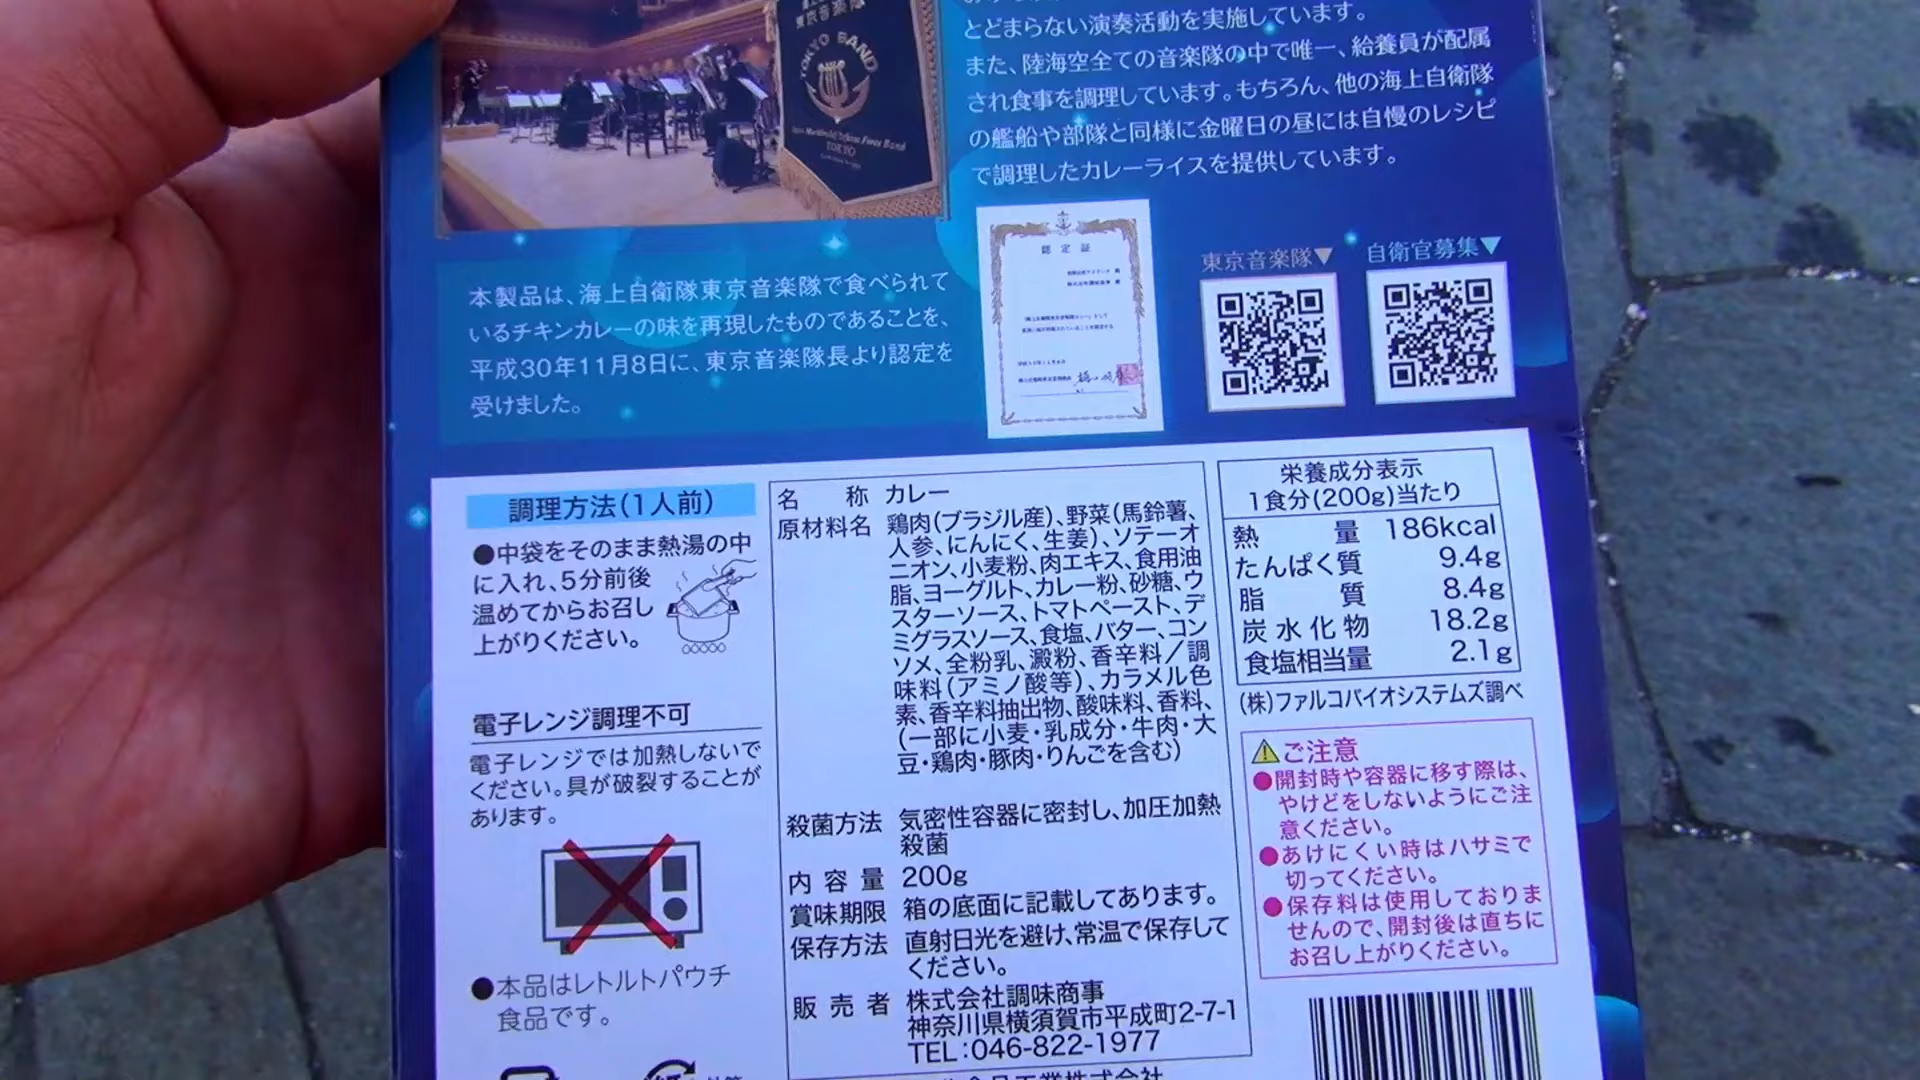 東京音楽隊
TOKYO BAND
Japan Maritime Self-Defense Force Band
TOKYO
とどまらない演奏活動を実施しています。
また、陸海空全ての音楽隊の中で唯一、給養員が配属
され食事を調理しています。もちろん、他の海上自衛隊
の艦船や部隊と同様に金曜日の昼には自慢のレシピ
で調理したカレーライスを提供しています。
本製品は、海上自衛隊東京音楽隊で食べられて
いるチキンカレーの味を再現したものであることを、
平成30年11月8日に、東京音楽隊長より認定を
受けました。
認定証
東京音楽隊▼
自衛官募集▼
調理方法(1人前)
●中袋をそのまま熱湯の中
に入れ、5分前後
温めてからお召し
上がりください。
電子レンジ調理不可
電子レンジでは加熱しないで
ください。具が破裂することが
あります。
●本品はレトルトパウチ
食品です。
名称 カレー
原材料名 鶏肉(ブラジル産)、野菜(馬鈴薯、
人参、にんにく、生姜)、ソテーオ
ニオン、小麦粉、肉エキス、食用油
脂、ヨーグルト、カレー粉、砂糖、ウ
スターソース、トマトペースト、デ
ミグラスソース、食塩、バター、コン
ソメ、全粉乳、澱粉、香辛料/調
味料(アミノ酸等)、カラメル色
素、香辛料抽出物、酸味料、香料、
(一部に小麦・乳成分・牛肉・大
豆・鶏肉・豚肉・りんごを含む)
殺菌方法 気密性容器に密封し、加圧加熱
殺菌
内容量 200g
賞味期限 箱の底面に記載してあります。
保存方法 直射日光を避け、常温で保存して
ください。
販売者 株式会社調味商事
神奈川県横須賀市平成町2-7-1
TEL:046-822-1977
栄養成分表示
1食分(200g)当たり
熱量 186kcal
たんぱく質 9.4g
脂質 8.4g
炭水化物 18.2g
食塩相当量 2.1g
(株)ファルコバイオシステムズ調べ
ご注意
●開封時や容器に移す際は、
やけどをしないようにご注
意ください。
●あけにくい時はハサミで
切ってください。
●保存料は使用しておりま
せんので、開封後は直ちに
お召し上がりください。